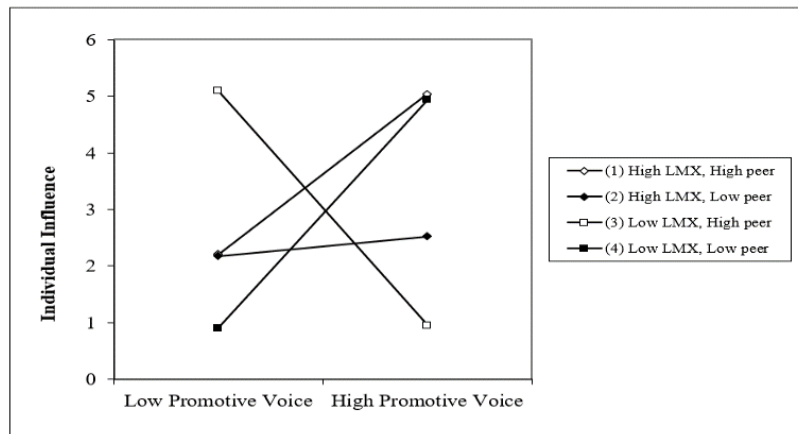 6
5
4
3
2
1
0
Individual Influence
Low Promotive Voice High Promotive Voice
(1) High LMX, High peer
(2) High LMX, Low peer
(3) Low LMX, High peer
(4) Low LMX, Low peer